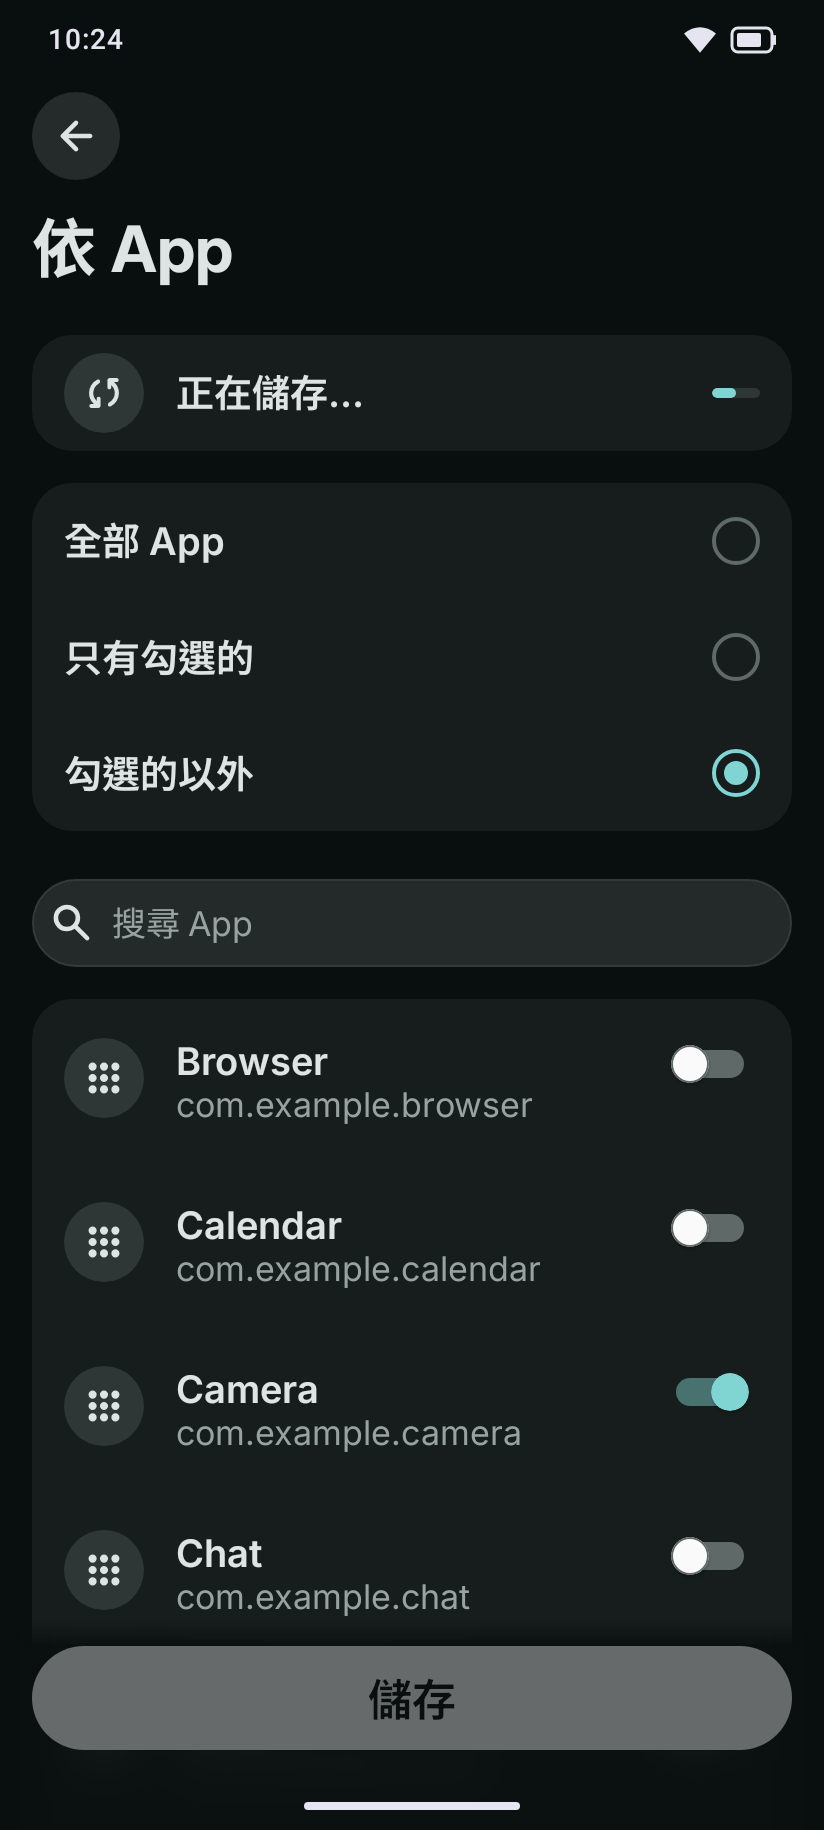 10:24
依 App
正在儲存...
全部 App
只有勾選的
勾選的以外
搜尋 App
Browser
com.example.browser
Calendar
com.example.calendar
Camera
com.example.camera
Chat
com.example.chat
儲存